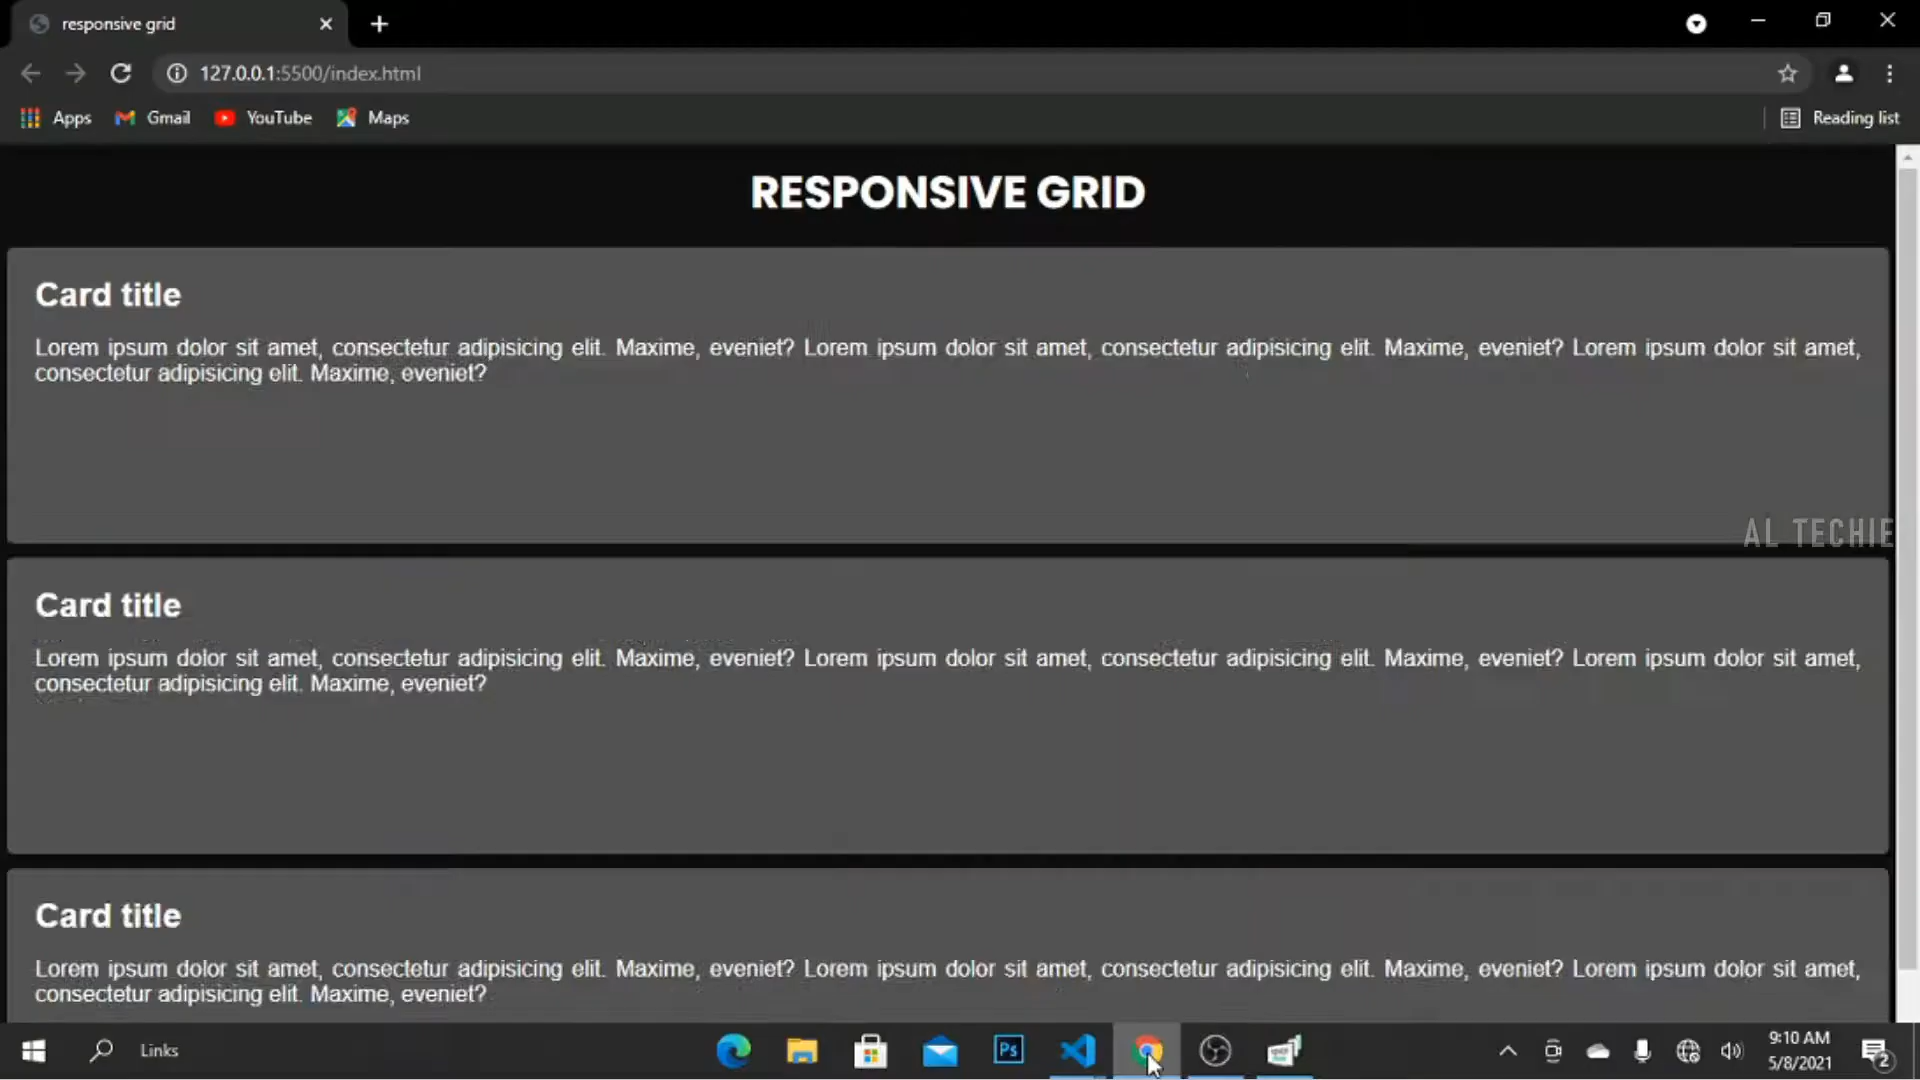 responsive grid
127.0.0.1:5500/index.html
Apps Gmail YouTube Maps Reading list
RESPONSIVE GRID
Card title
Lorem ipsum dolor sit amet, consectetur adipisicing elit. Maxime, eveniet? Lorem ipsum dolor sit amet, consectetur adipisicing elit. Maxime, eveniet? Lorem ipsum dolor sit amet,
consectetur adipisicing elit. Maxime, eveniet?
AL TECHIE
Card title
Lorem ipsum dolor sit amet, consectetur adipisicing elit. Maxime, eveniet? Lorem ipsum dolor sit amet, consectetur adipisicing elit. Maxime, eveniet? Lorem ipsum dolor sit amet,
consectetur adipisicing elit. Maxime, eveniet?
Card title
Lorem ipsum dolor sit amet, consectetur adipisicing elit. Maxime, eveniet? Lorem ipsum dolor sit amet, consectetur adipisicing elit. Maxime, eveniet? Lorem ipsum dolor sit amet,
consectetur adipisicing elit. Maxime, eveniet?
Links
Ps
9:10 AM
5/8/2021
2